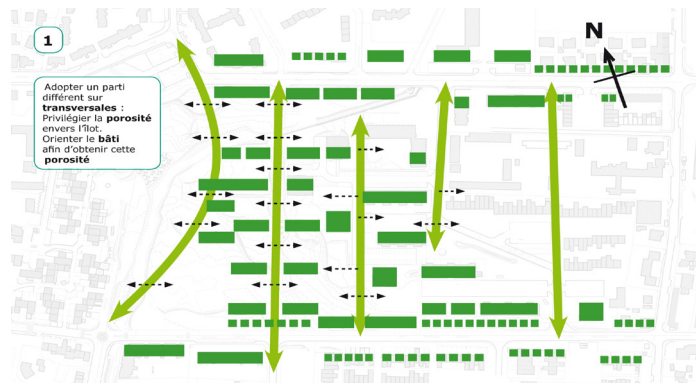 1
N
Adopter un parti
différent sur
transversales :
Privilégier la porosité
envers l'îlot.
Orienter le bâti
afin d'obtenir cette
porosité